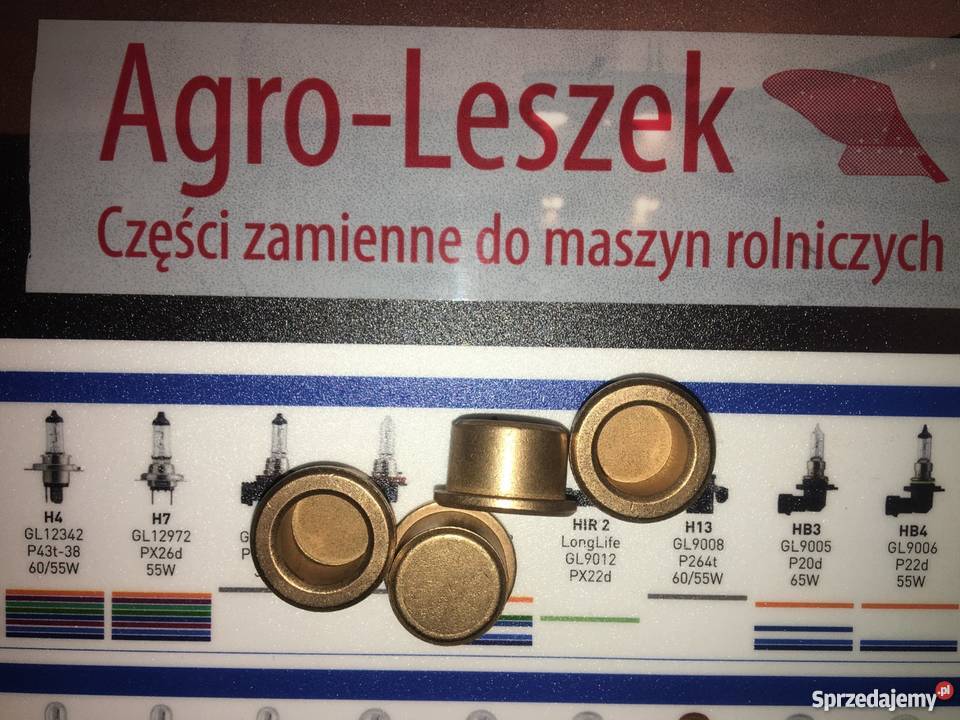 Agro-Leszek
Części zamienne do maszyn rolniczych
H4
GL12342
P43t-38
60/55W
H7
GL12972
PX26d
55W
HIR 2
LongLife
GL9012
PX22d
H13
GL9008
P264t
60/55W
HB3
GL9005
P20d
65W
HB4
GL9006
P22d
55W
Sprzedajemy.pl